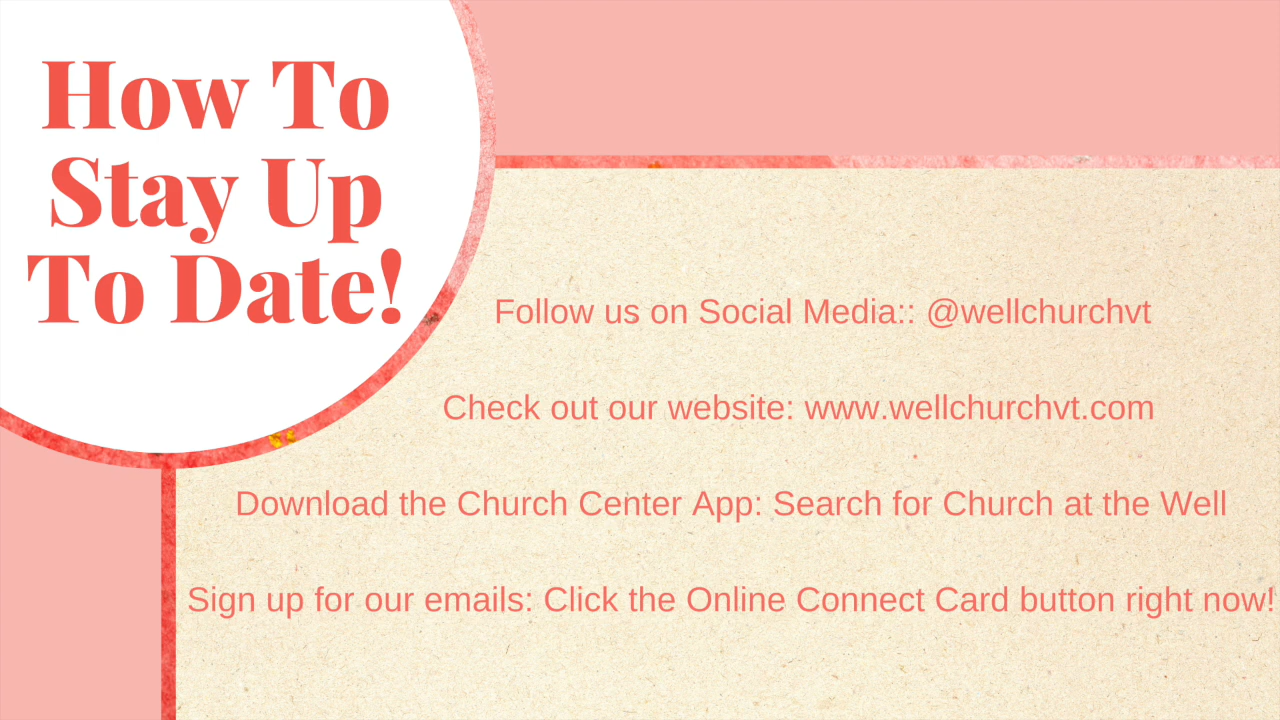 How To
Stay Up
To Date!
Follow us on Social Media:: @wellchurchvt
Check out our website: www.wellchurchvt.com
Download the Church Center App: Search for Church at the Well
Sign up for our emails: Click the Online Connect Card button right now!